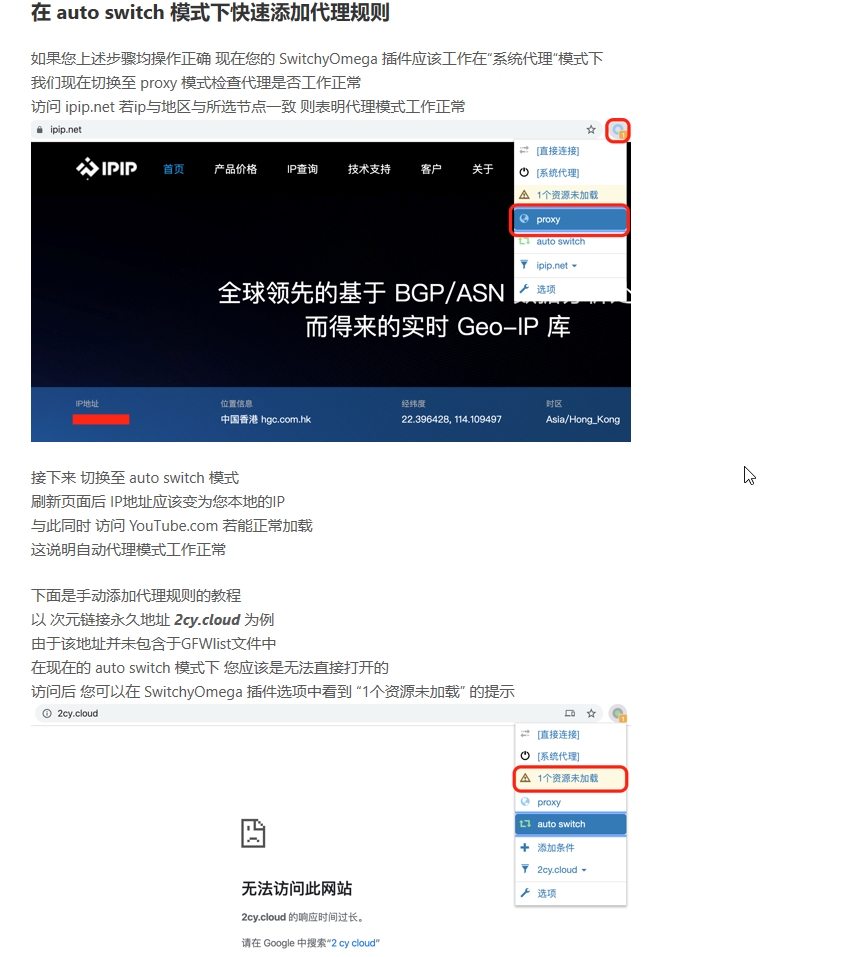 在 auto switch 模式下快速添加代理规则
如果您上述步骤均操作正确 现在您的 SwitchyOmega 插件应该工作在“系统代理“模式下
我们现在切换至 proxy 模式检查代理是否工作正常
访问 ipip.net 若ip与地区与所选节点一致 则表明代理模式工作正常
ipip.net
[直接连接]
IPIP 首页 产品价格 IP查询 技术支持 客户 关于
[系统代理]
1个资源未加载
proxy
auto switch
ipip.net
选项
全球领先的基于 BGP/ASN
而得来的实时 Geo-IP 库
IP地址 位置信息 经纬度 时区
中国香港 hgc.com.hk 22.396428, 114.109497 Asia/Hong_Kong
接下来 切换至 auto switch 模式
刷新页面后 IP地址应该变为您本地的IP
与此同时 访问 YouTube.com 若能正常加载
这说明自动代理模式工作正常
下面是手动添加代理规则的教程
以 次元链接永久地址 2cy.cloud 为例
由于该地址并未包含于GFWlist文件中
在现在的 auto switch 模式下 您应该是无法直接打开的
访问后 您可以在 SwitchyOmega 插件选项中看到 “1个资源未加载” 的提示
2cy.cloud
[直接连接]
[系统代理]
1个资源未加载
proxy
auto switch
添加条件
2cy.cloud
选项
无法访问此网站
2cy.cloud 的响应时间过长。
请在 Google 中搜索“2 cy cloud”